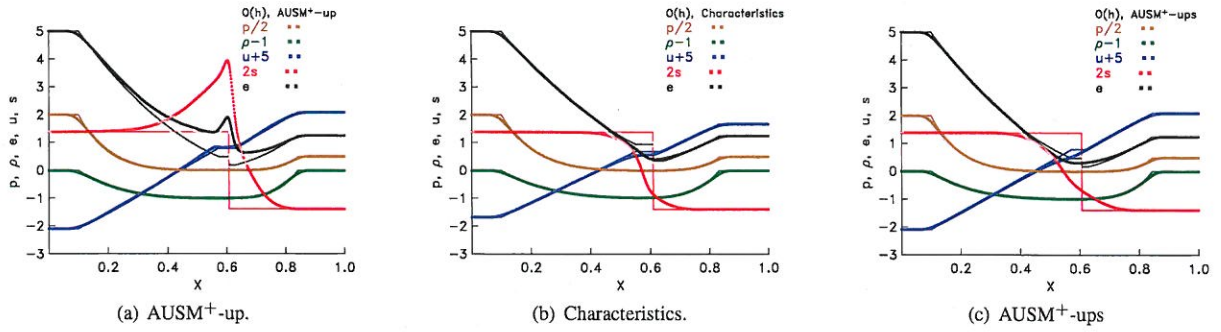 O(h), AUSM⁺-up
p/2
ρ-1
u+5
2s
e
p, ρ, e, u, s
5
4
3
2
1
0
-1
-2
-3
0.2 0.4 0.6 0.8 1.0
X
(a) AUSM⁺-up.
O(h), Characteristics
p/2
ρ-1
u+5
2s
e
p, ρ, e, u, s
5
4
3
2
1
0
-1
-2
-3
0.2 0.4 0.6 0.8 1.0
X
(b) Characteristics.
O(h), AUSM⁺-ups
p/2
ρ-1
u+5
2s
e
p, ρ, e, u, s
5
4
3
2
1
0
-1
-2
-3
0.2 0.4 0.6 0.8 1.0
X
(c) AUSM⁺-ups